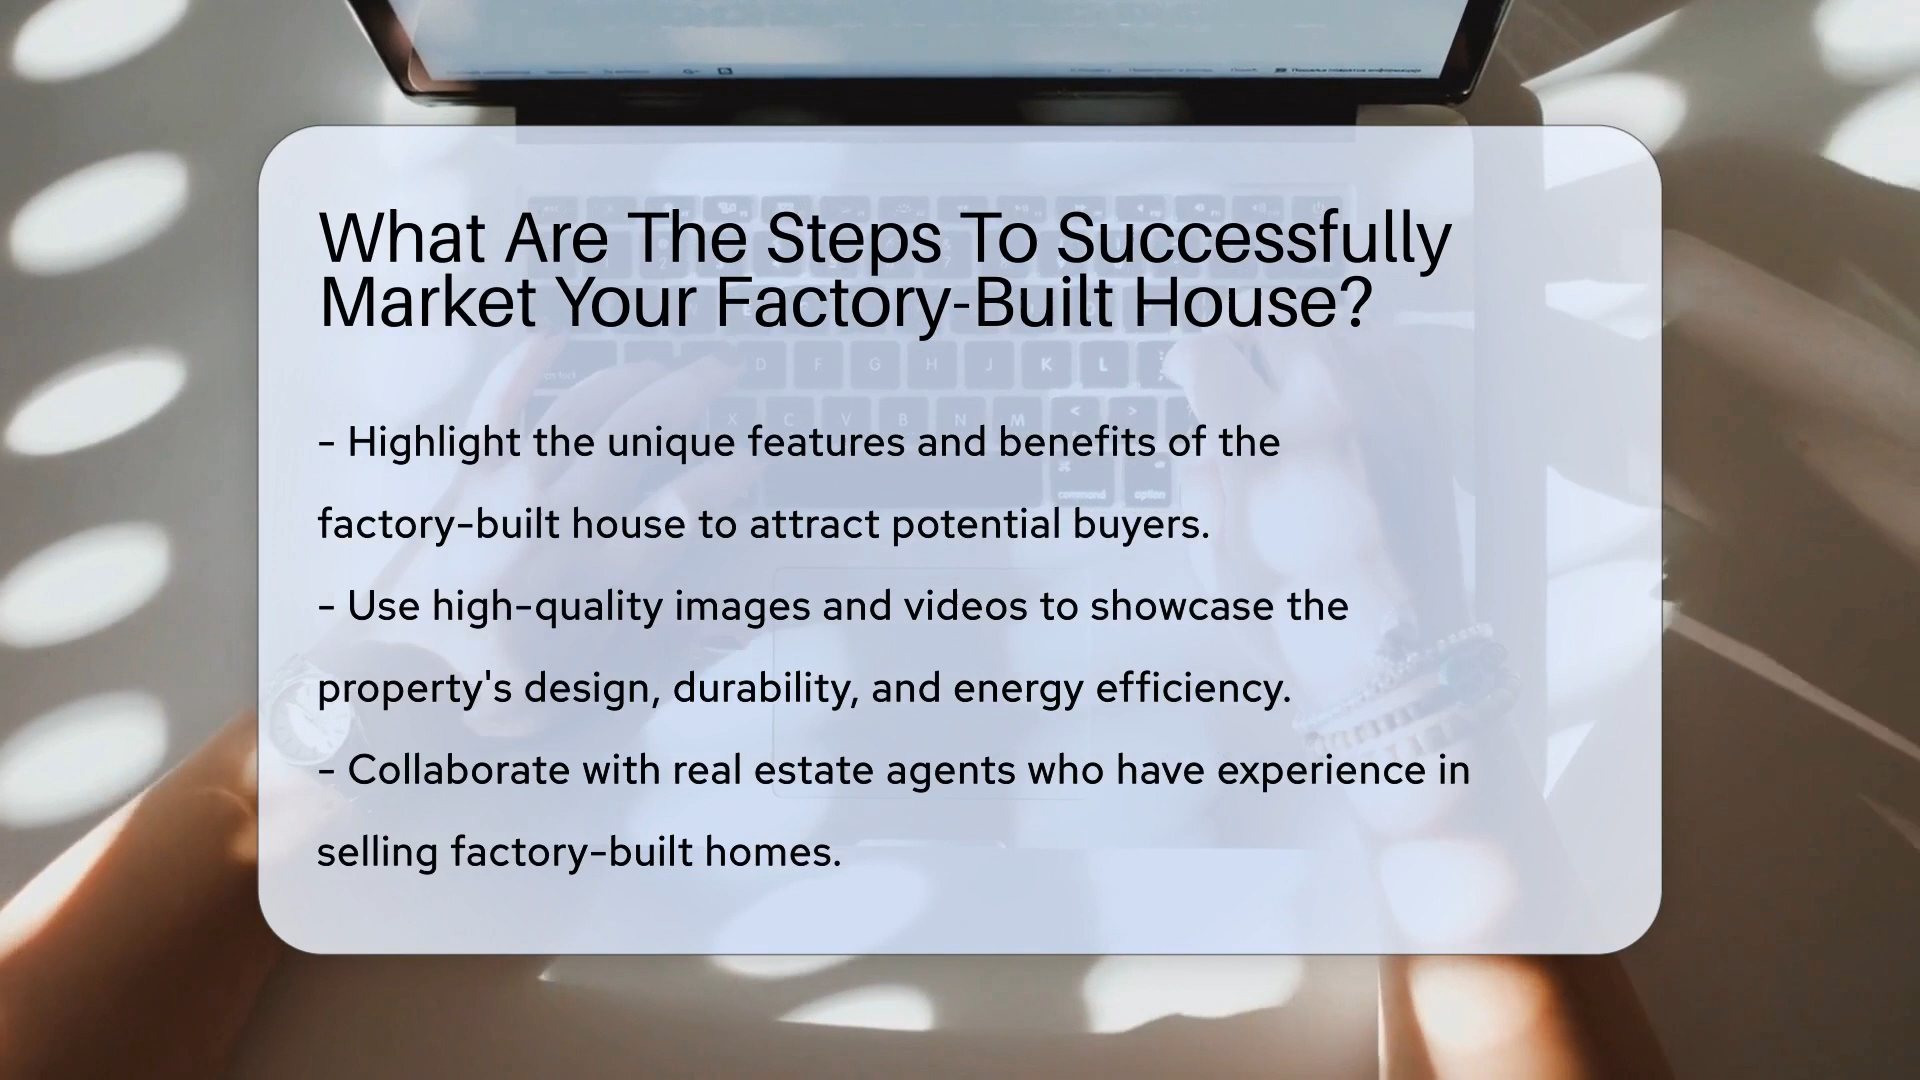 What Are The Steps To Successfully
Market Your Factory-Built House?
- Highlight the unique features and benefits of the
factory-built house to attract potential buyers.
- Use high-quality images and videos to showcase the
property's design, durability, and energy efficiency.
- Collaborate with real estate agents who have experience in
selling factory-built homes.
D F G H J K L
X C V B N M < >
command option